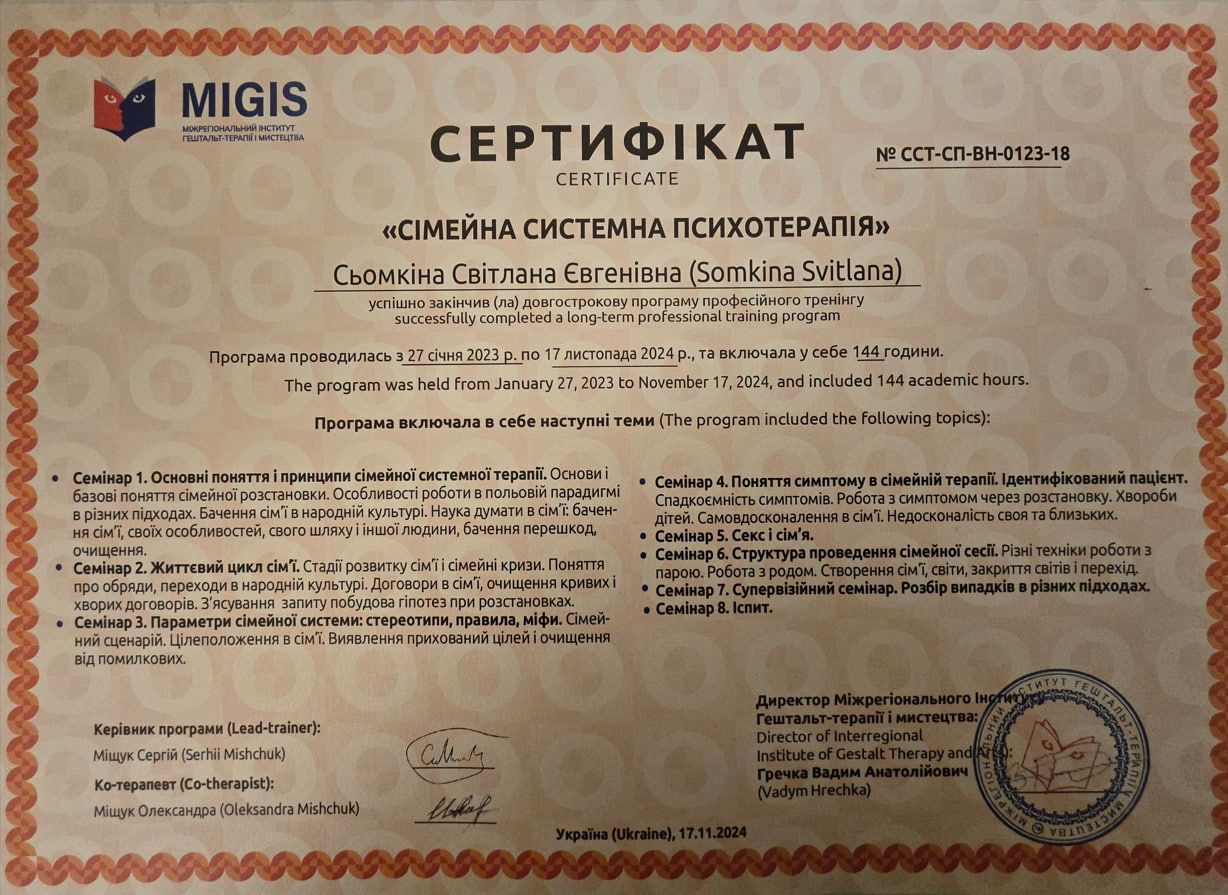 MIGIS
МІЖРЕГІОНАЛЬНИЙ ІНСТИТУТ
ГЕШТАЛЬТ-ТЕРАПІЇ І МИСТЕЦТВА
СЕРТИФІКАТ
CERTIFICATE
№ ССТ-СП-ВН-0123-18
«СІМЕЙНА СИСТЕМНА ПСИХОТЕРАПІЯ»
Сьомкіна Світлана Євгенівна (Somkina Svitlana)
успішно закінчив (ла) довгострокову програму професійного тренінгу
successfully completed a long-term professional training program
Програма проводилась з 27 січня 2023 р. по 17 листопада 2024 р., та включала у себе 144 години.
The program was held from January 27, 2023 to November 17, 2024, and included 144 academic hours.
Програма включала в себе наступні теми (The program included the following topics):
• Семінар 1. Основні поняття і принципи сімейної системної терапії. Основи і
базові поняття сімейної розстановки. Особливості роботи в польовій парадигмі
в різних підходах. Бачення сім’ї в народній культурі. Наука думати в сім’ї: бачен-
ня сім’ї, своїх особливостей, свого шляху і іншої людини, бачення перешкод,
очищення.
• Семінар 2. Життєвий цикл сім’ї. Стадії розвитку сім’ї і сімейні кризи. Поняття
про обряди, переходи в народній культурі. Договори в сім’ї, очищення кривих і
хворих договорів. З’ясування запиту побудова гіпотез при розстановках.
• Семінар 3. Параметри сімейної системи: стереотипи, правила, міфи. Сімей-
ний сценарій. Цілеположення в сім’ї. Виявлення прихований цілей і очищення
від помилкових.
• Семінар 4. Поняття симптому в сімейній терапії. Ідентифікований пацієнт.
Спадкоємність симптомів. Робота з симптомом через розстановку. Хвороби
дітей. Самовдосконалення в сім’ї. Недосконалість своя та близьких.
• Семінар 5. Секс і сім’я.
• Семінар 6. Структура проведення сімейної сесії. Різні техніки роботи з
парою. Робота з родом. Створення сім’ї, світи, закриття світів і перехід.
• Семінар 7. Супервізійний семінар. Розбір випадків в різних підходах.
• Семінар 8. Іспит.
Керівник програми (Lead-trainer):
Міщук Сергій (Serhii Mishchuk)
Ко-терапевт (Co-therapist):
Міщук Олександра (Oleksandra Mishchuk)
Директор Міжрегіонального Інституту
Гештальт-терапії і мистецтва:
Director of Interregional
Institute of Gestalt Therapy and Art):
Гречка Вадим Анатолійович
(Vadym Hrechka)
МІЖРЕГІОНАЛЬНИЙ ІНСТИТУТ ГЕШТАЛЬТ-ТЕРАПІЇ І МИСТЕЦТВА
Україна (Ukraine), 17.11.2024